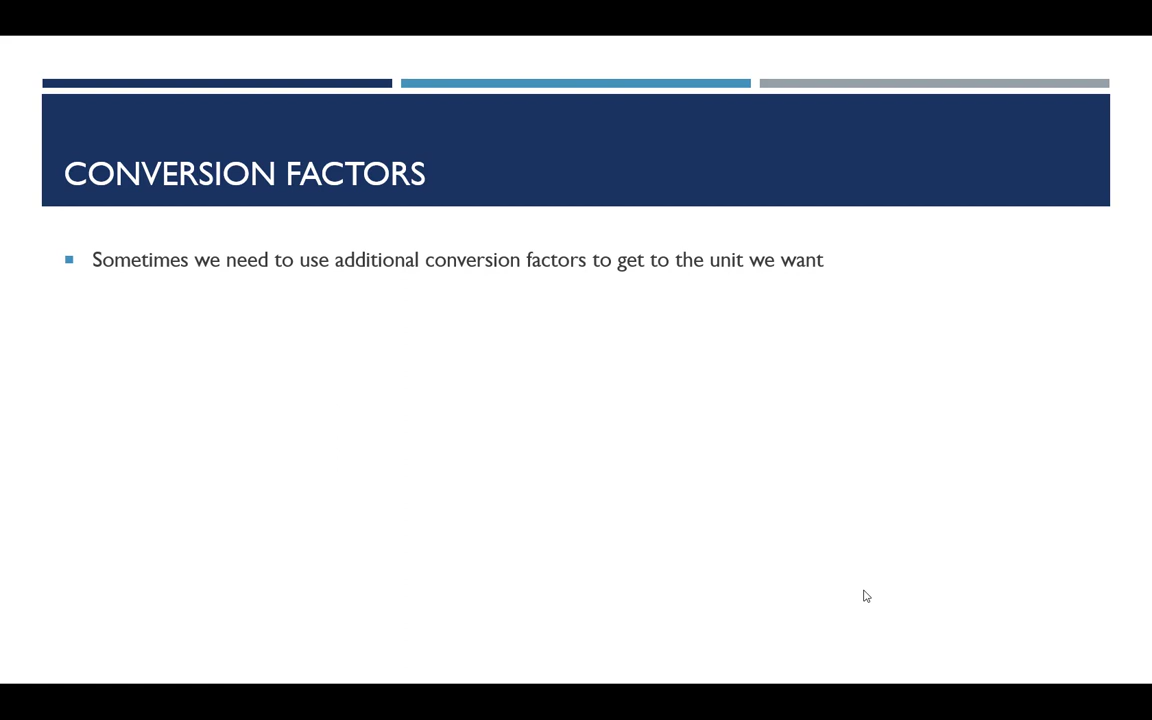 CONVERSION FACTORS
Sometimes we need to use additional conversion factors to get to the unit we want